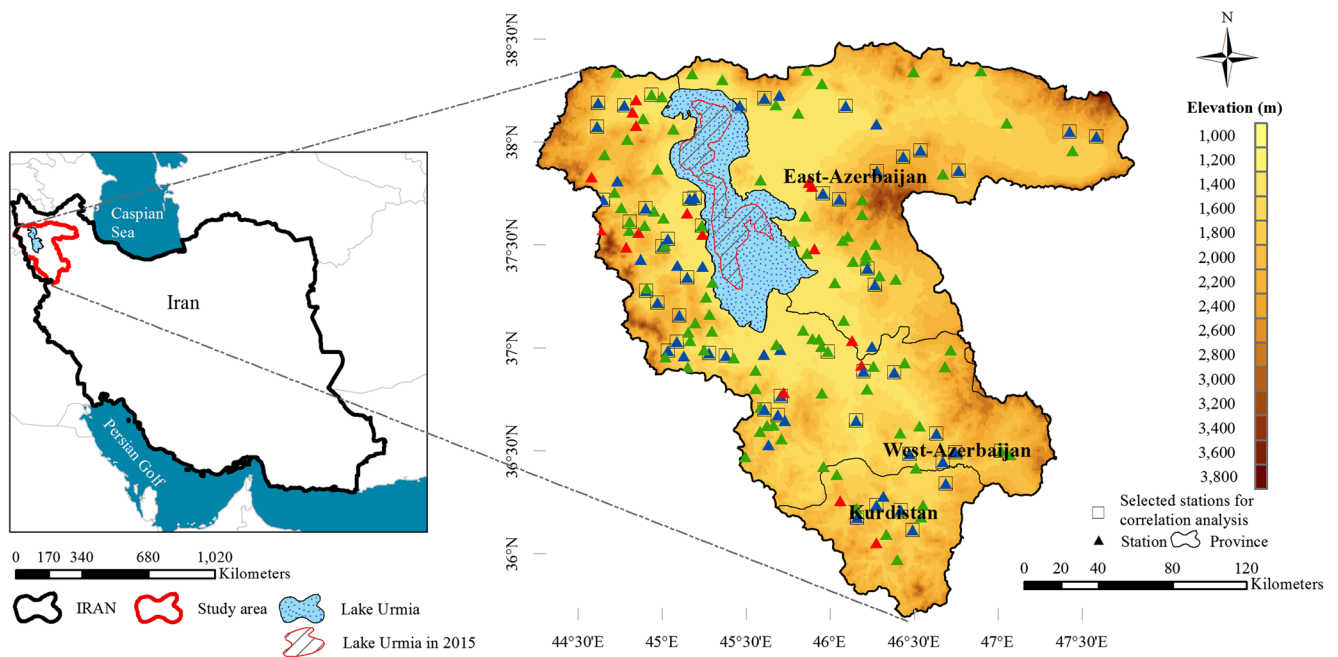 Caspian
Sea
Iran
Persian Golf
0 170 340 680 1,020
Kilometers
IRAN
Study area
Lake Urmia
Lake Urmia in 2015
38°30'N
38°N
37°30'N
37°N
36°30'N
36°N
44°30'E 45°E 45°30'E 46°E 46°30'E 47°E 47°30'E
East-Azerbaijan
West-Azerbaijan
Kurdistan
N
Elevation (m)
1,000
1,200
1,400
1,600
1,800
2,000
2,200
2,400
2,600
2,800
3,000
3,200
3,400
3,600
3,800
Selected stations for
correlation analysis
Station Province
0 20 40 80 120
Kilometers